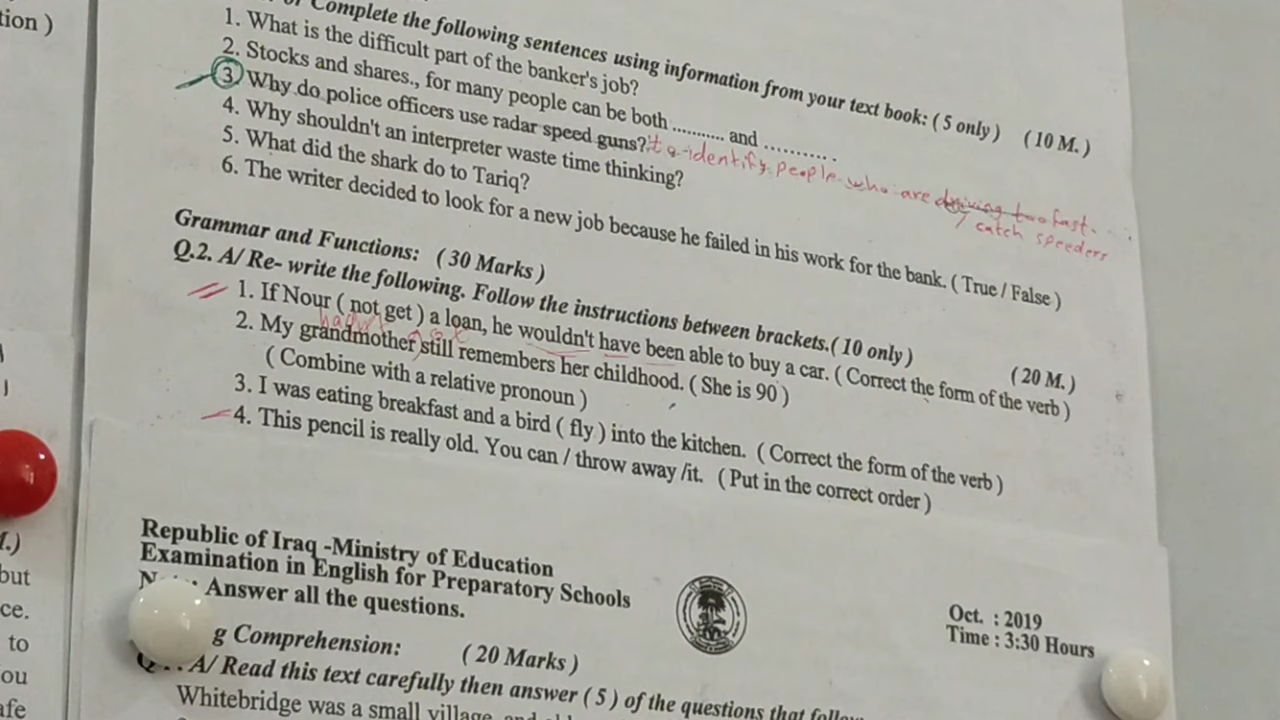 tion )
Complete the following sentences using information from your text book: ( 5 only ) ( 10 M. )
1. What is the difficult part of the banker's job?
2. Stocks and shares., for many people can be both .......... and ..........
3. Why do police officers use radar speed guns? to identify people who are driving too fast.
catch speeders
4. Why shouldn't an interpreter waste time thinking?
5. What did the shark do to Tariq?
6. The writer decided to look for a new job because he failed in his work for the bank. ( True / False )
Grammar and Functions: ( 30 Marks )
Q.2. A/ Re- write the following. Follow the instructions between brackets.( 10 only ) ( 20 M. )
1. If Nour ( not get ) a loan, he wouldn't have been able to buy a car. ( Correct the form of the verb )
hadn't got
2. My grandmother still remembers her childhood. ( She is 90 )
( Combine with a relative pronoun )
3. I was eating breakfast and a bird ( fly ) into the kitchen. ( Correct the form of the verb )
4. This pencil is really old. You can / throw away /it. ( Put in the correct order )
but
ce.
to
ou
afe
Republic of Iraq -Ministry of Education
Examination in English for Preparatory Schools
Answer all the questions.
Oct. : 2019
Time : 3:30 Hours
g Comprehension: ( 20 Marks )
A/ Read this text carefully then answer ( 5 ) of the questions that follow
Whitebridge was a small village